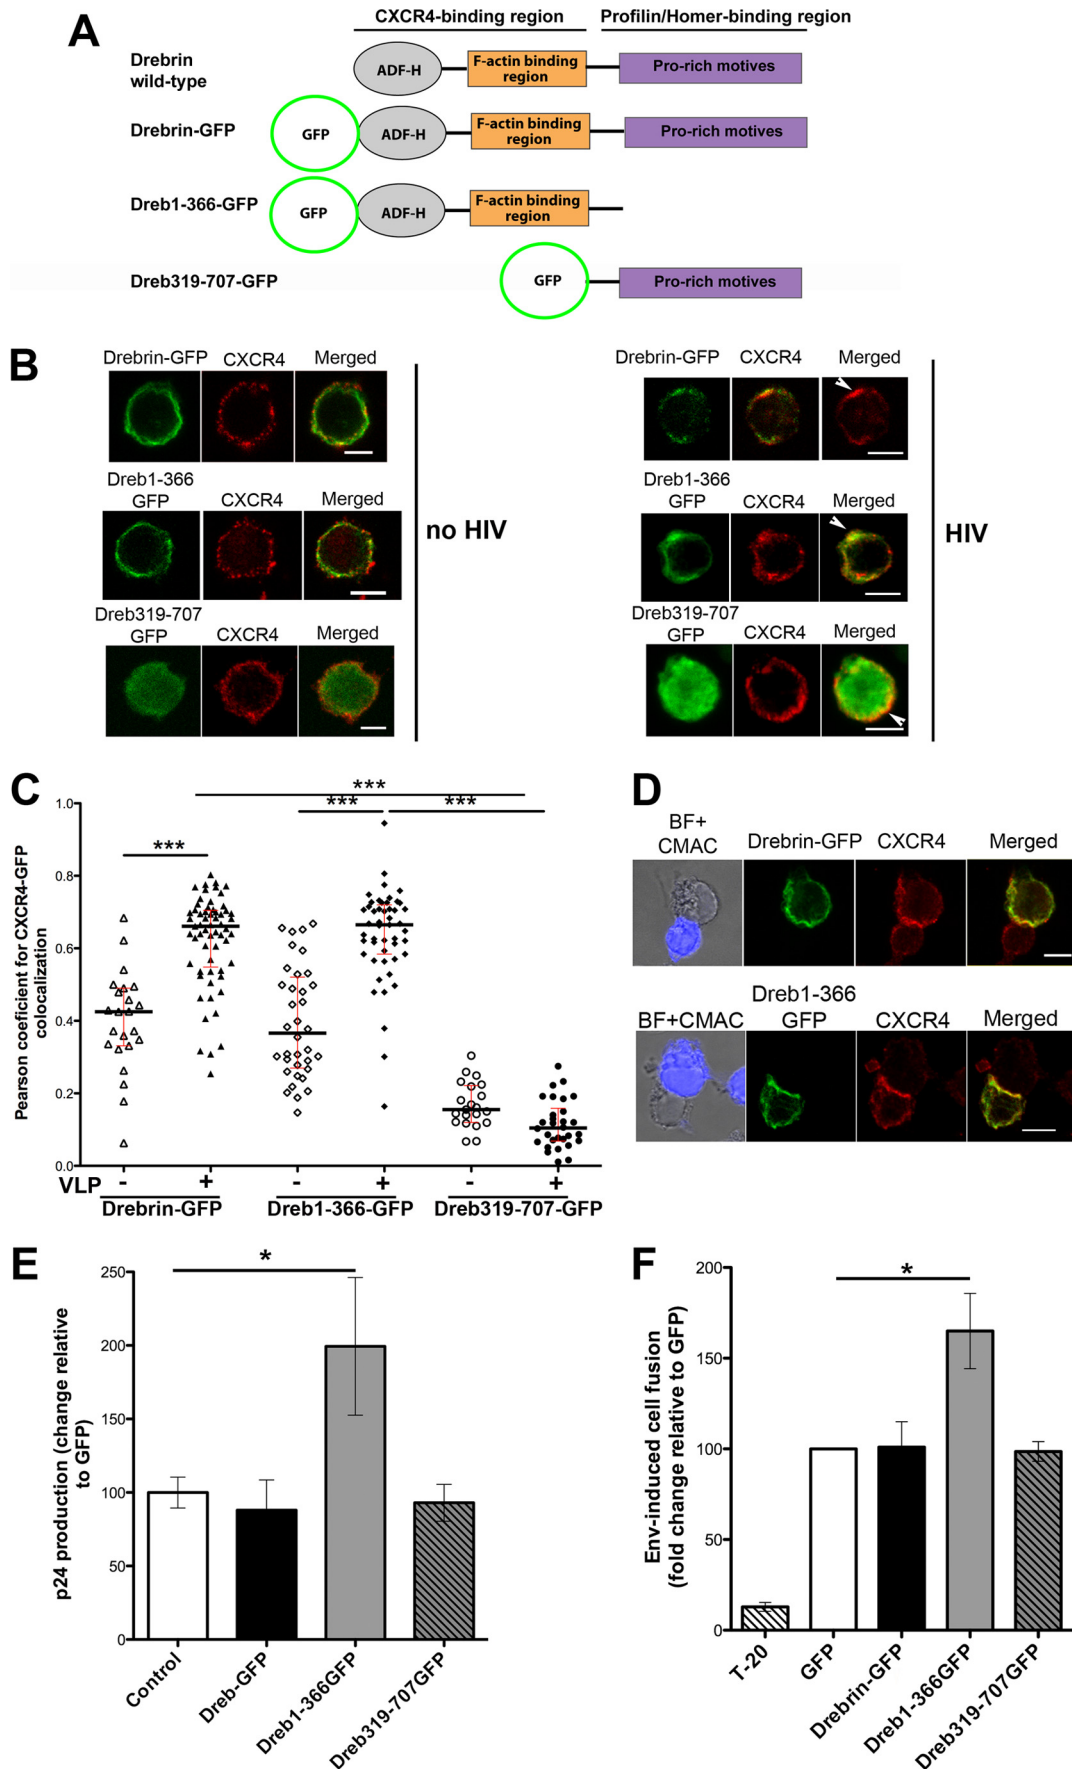 A
CXCR4-binding region
Profilin/Homer-binding region
Drebrin
wild-type
ADF-H
F-actin binding
region
Pro-rich motives
Drebrin-GFP
GFP
ADF-H
F-actin binding
region
Pro-rich motives
Dreb1-366-GFP
GFP
ADF-H
F-actin binding
region
Dreb319-707-GFP
GFP
Pro-rich motives
B
Drebrin-GFP
CXCR4
Merged
Dreb1-366
GFP
CXCR4
Merged
Dreb319-707
GFP
CXCR4
Merged
no HIV
Drebrin-GFP
CXCR4
Merged
Dreb1-366
GFP
CXCR4
Merged
Dreb319-707
GFP
CXCR4
Merged
HIV
C
Pearson coeficient for CXCR4-GFP
colocalization
1.0
0.8
0.6
0.4
0.2
0.0
***
***
***
***
VLP
-
+
-
+
-
+
Drebrin-GFP
Dreb1-366-GFP
Dreb319-707-GFP
D
BF+
CMAC
Drebrin-GFP
CXCR4
Merged
Dreb1-366
BF+CMAC
GFP
CXCR4
Merged
E
p24 production (change relative
to GFP)
250
200
150
100
50
0
*
Control
Dreb-GFP
Dreb1-366GFP
Dreb319-707GFP
F
Env-induced cell fusion
(fold change relative to GFP)
200
150
100
50
0
*
T-20
GFP
Drebrin-GFP
Dreb1-366GFP
Dreb319-707GFP